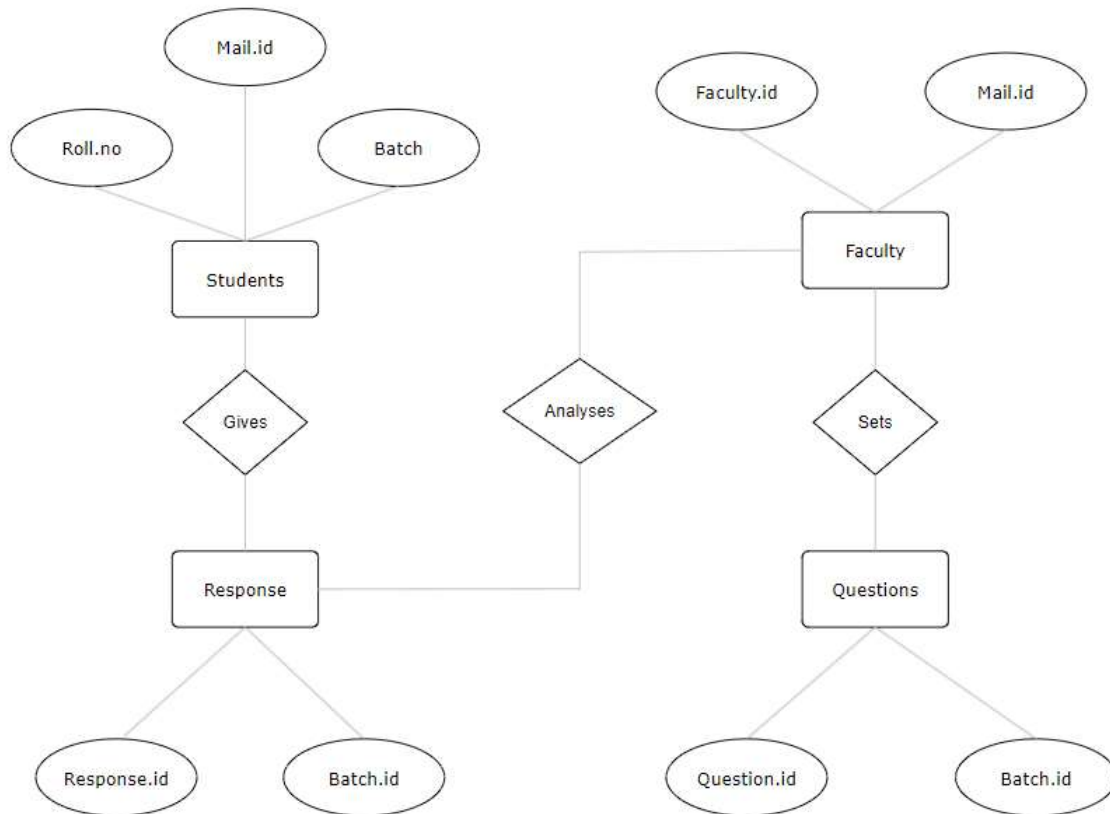 Mail.id
Faculty.id
Mail.id
Roll.no
Batch
Students
Faculty
Gives
Analyses
Sets
Response
Questions
Response.id
Batch.id
Question.id
Batch.id